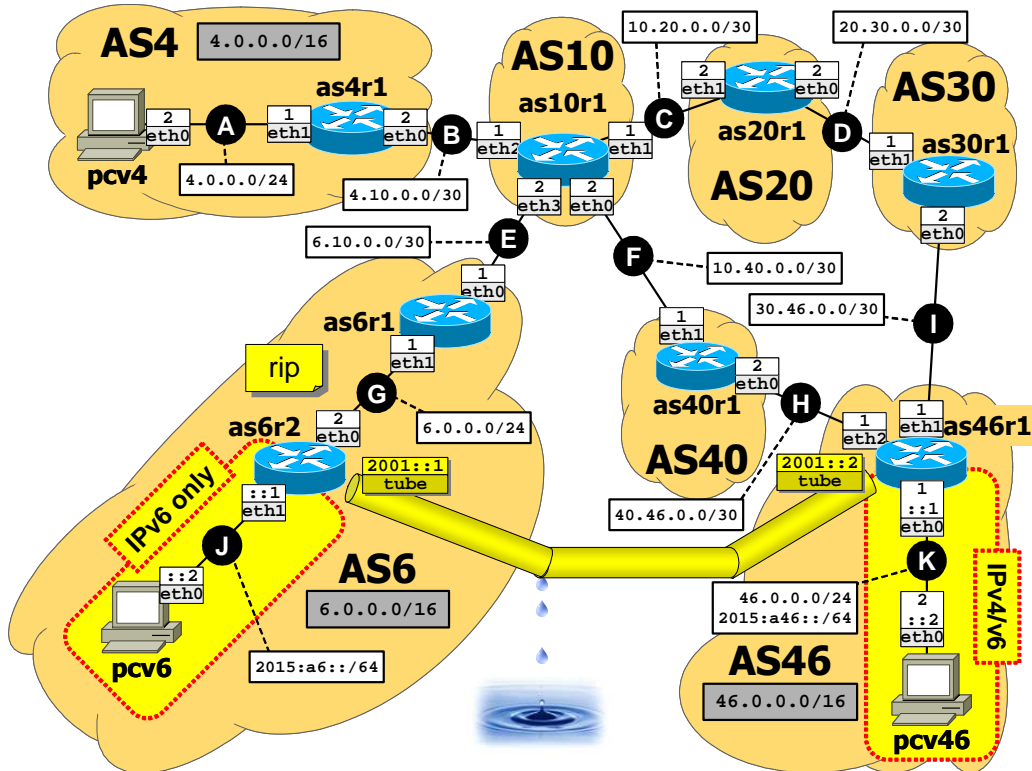 AS4
4.0.0.0/16
pcv4
2
eth0
A
4.0.0.0/24
1
eth1
as4r1
2
eth0
B
4.10.0.0/30
AS10
as10r1
1
eth2
1
eth1
2
eth3
2
eth0
10.20.0.0/30
C
2
eth1
2
eth0
as20r1
AS20
20.30.0.0/30
D
AS30
as30r1
1
eth1
2
eth0
6.10.0.0/30
E
1
eth0
as6r1
1
eth1
F
10.40.0.0/30
30.46.0.0/30
I
rip
G
6.0.0.0/24
as6r2
2
eth0
2001::1
tube
::1
eth1
IPv6 only
J
::2
eth0
pcv6
2015:a6::/64
AS6
6.0.0.0/16
1
eth1
as40r1
2
eth0
AS40
H
40.46.0.0/30
1
eth1
2
eth2
as46r1
2001::2
tube
1
::1
eth0
K
46.0.0.0/24
2015:a46::/64
2
::2
eth0
IPv4/v6
AS46
46.0.0.0/16
pcv46